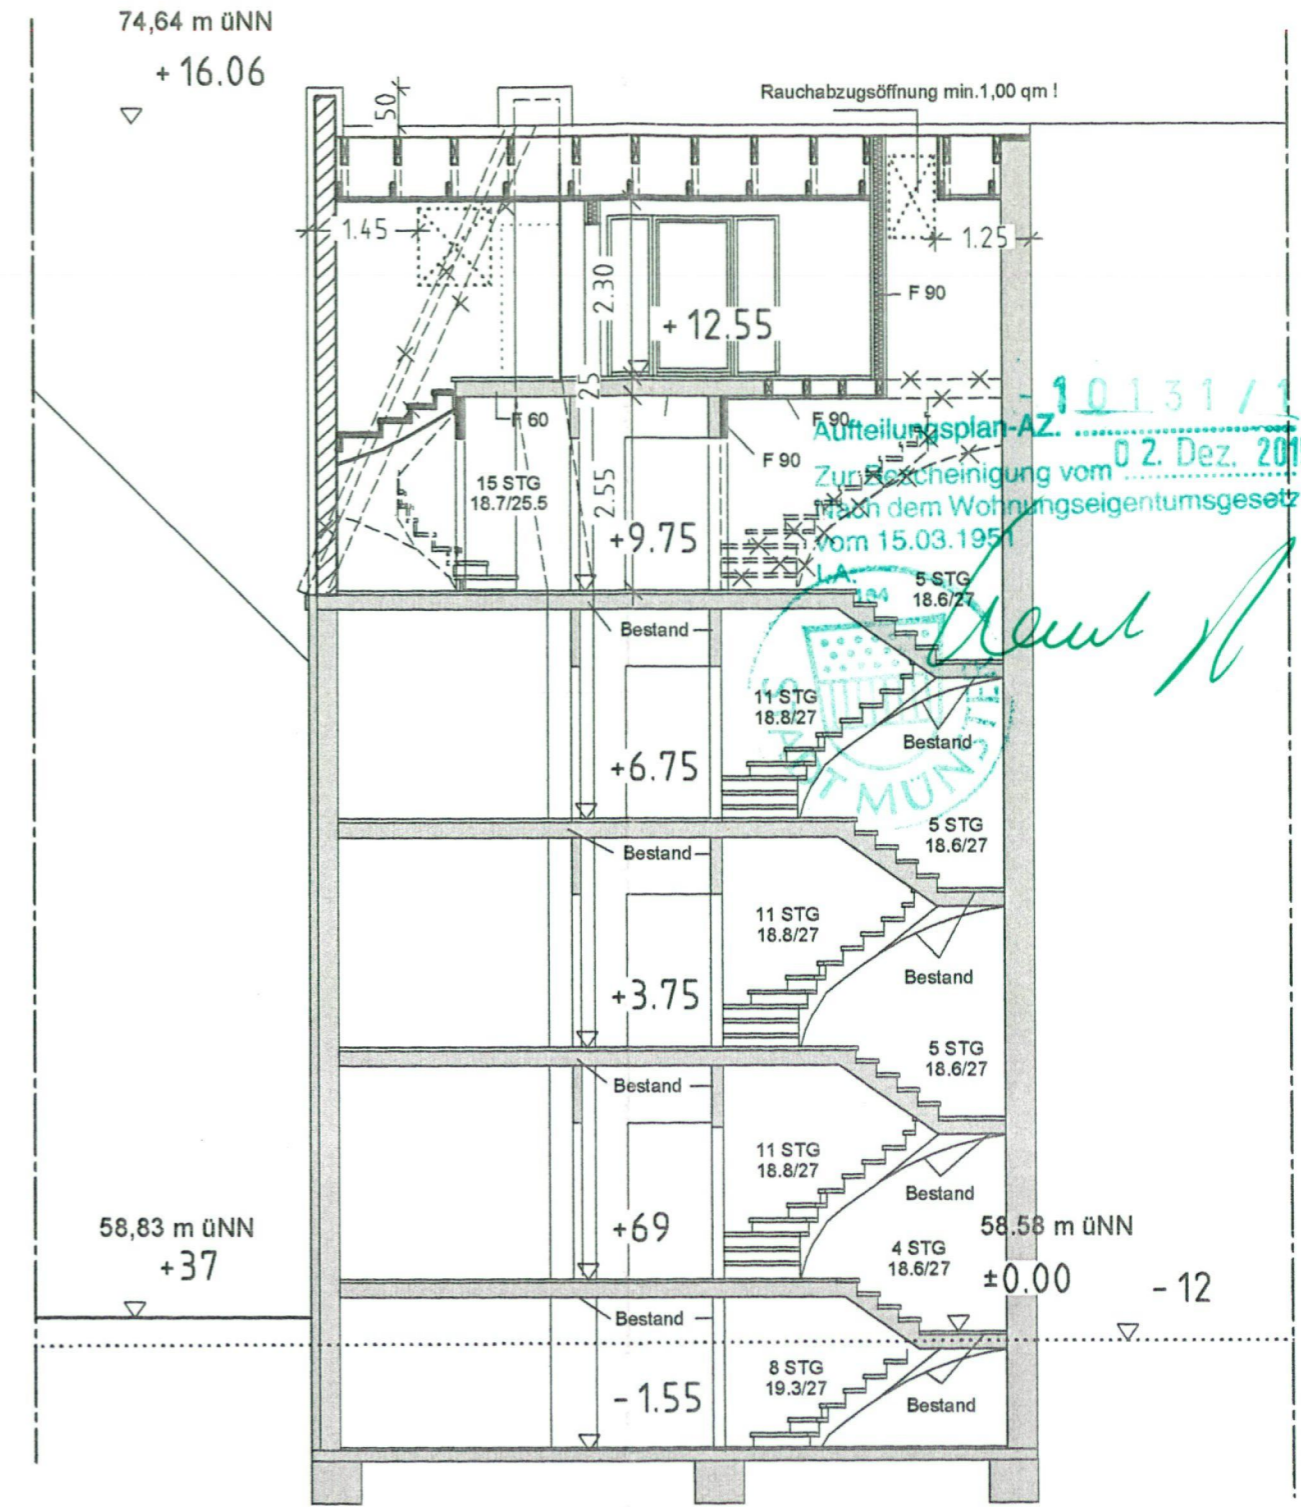 74,64 m üNN
+ 16.06
50
Rauchabzugsöffnung min.1,00 qm !
1.45
1.25
2.30
F 90
+ 12.55
25
F 60
F 90
F 90
- 10131/1
Aufteilungsplan-AZ.
Zur Bescheinigung vom 02. Dez. 201
Nach dem Wohnungseigentumsgesetz
vom 15.03.1951
I.A.
15 STG
18.7/25.5
2.55
+9.75
5 STG
18.6/27
194
STADT MÜNSTER
Bestand
11 STG
18.8/27
Bestand
+6.75
5 STG
18.6/27
Bestand
11 STG
18.8/27
Bestand
+3.75
5 STG
18.6/27
Bestand
11 STG
18.8/27
Bestand
58,83 m üNN
+37
+69
58.58 m üNN
±0.00
4 STG
18.6/27
- 12
Bestand
8 STG
19.3/27
- 1.55
Bestand